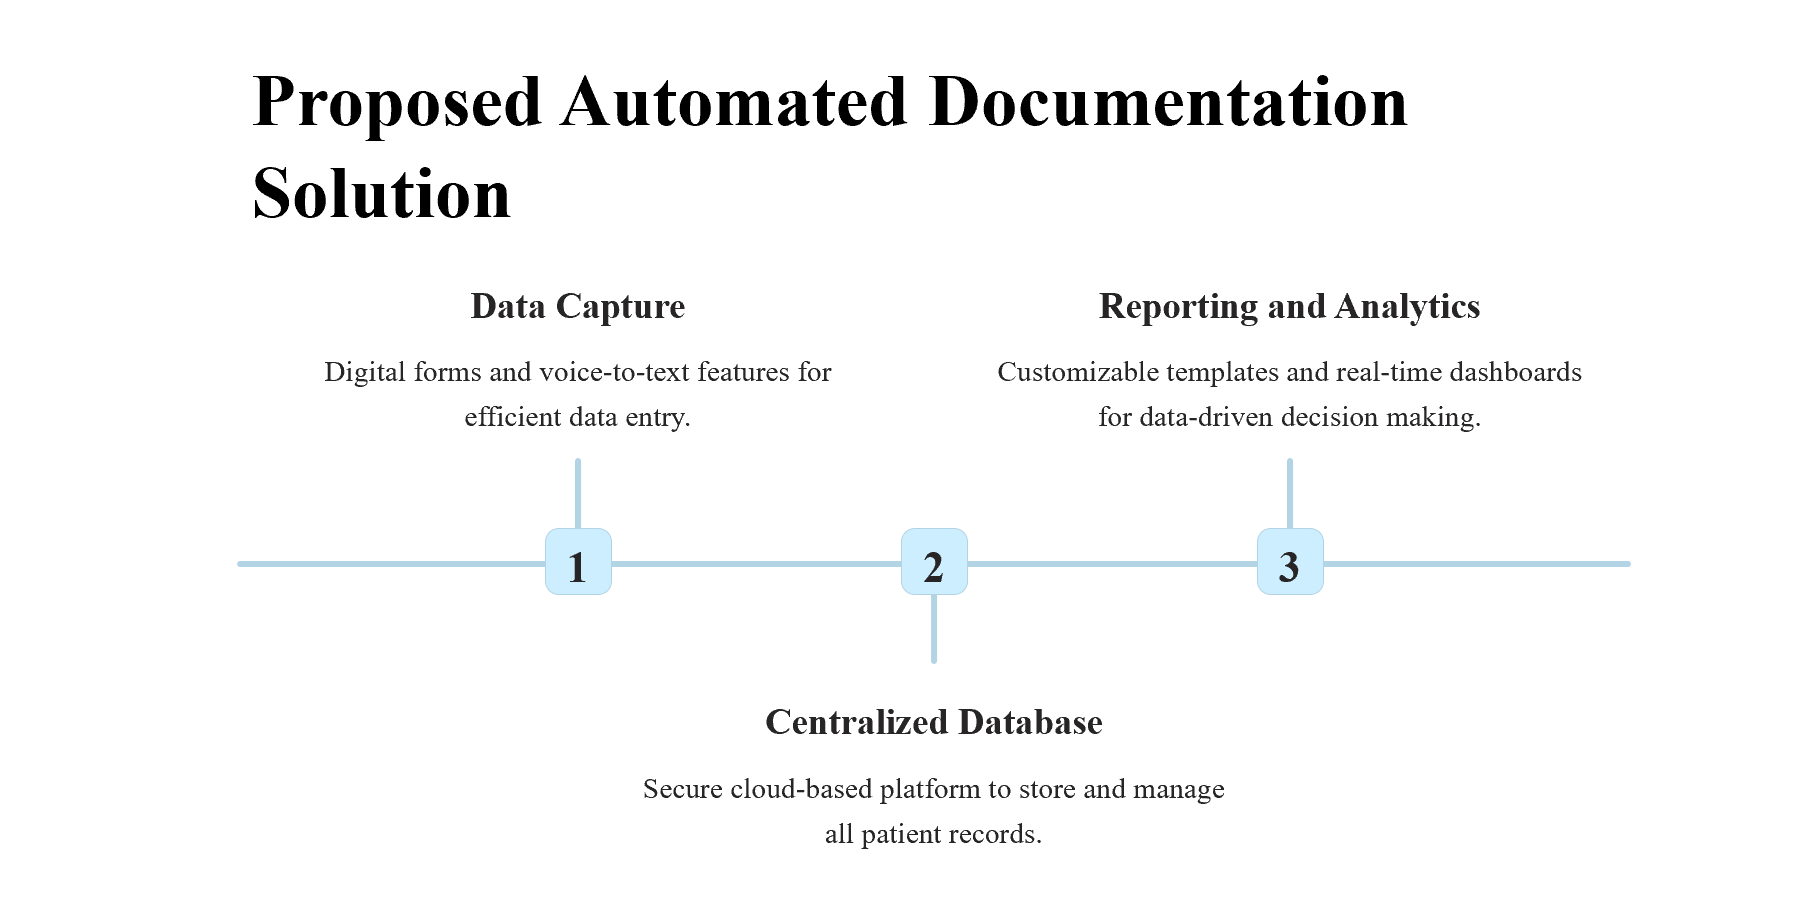 Proposed Automated Documentation
Solution
Data Capture
Digital forms and voice-to-text features for
efficient data entry.
Reporting and Analytics
Customizable templates and real-time dashboards
for data-driven decision making.
1
2
3
Centralized Database
Secure cloud-based platform to store and manage
all patient records.